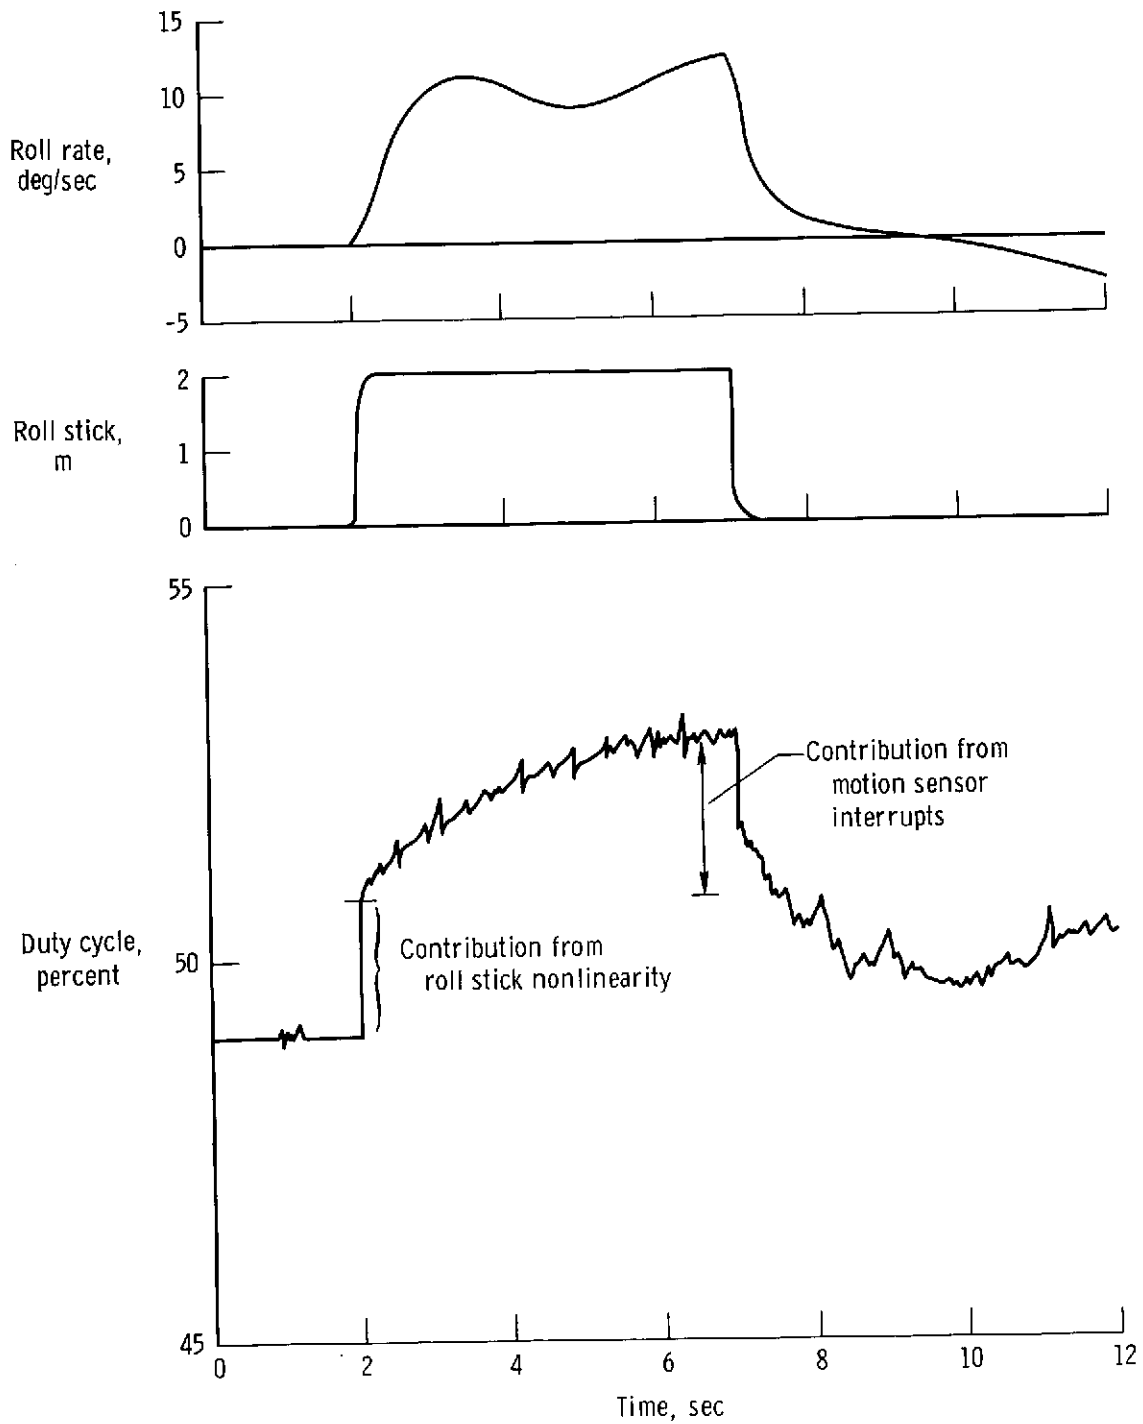 15
10
Roll rate,
deg/sec
5
0
-5
2
Roll stick,
m
1
0
55
Contribution from
motion sensor
interrupts
Duty cycle,
percent
50
Contribution from
roll stick nonlinearity
45
0 2 4 6 8 10 12
Time, sec